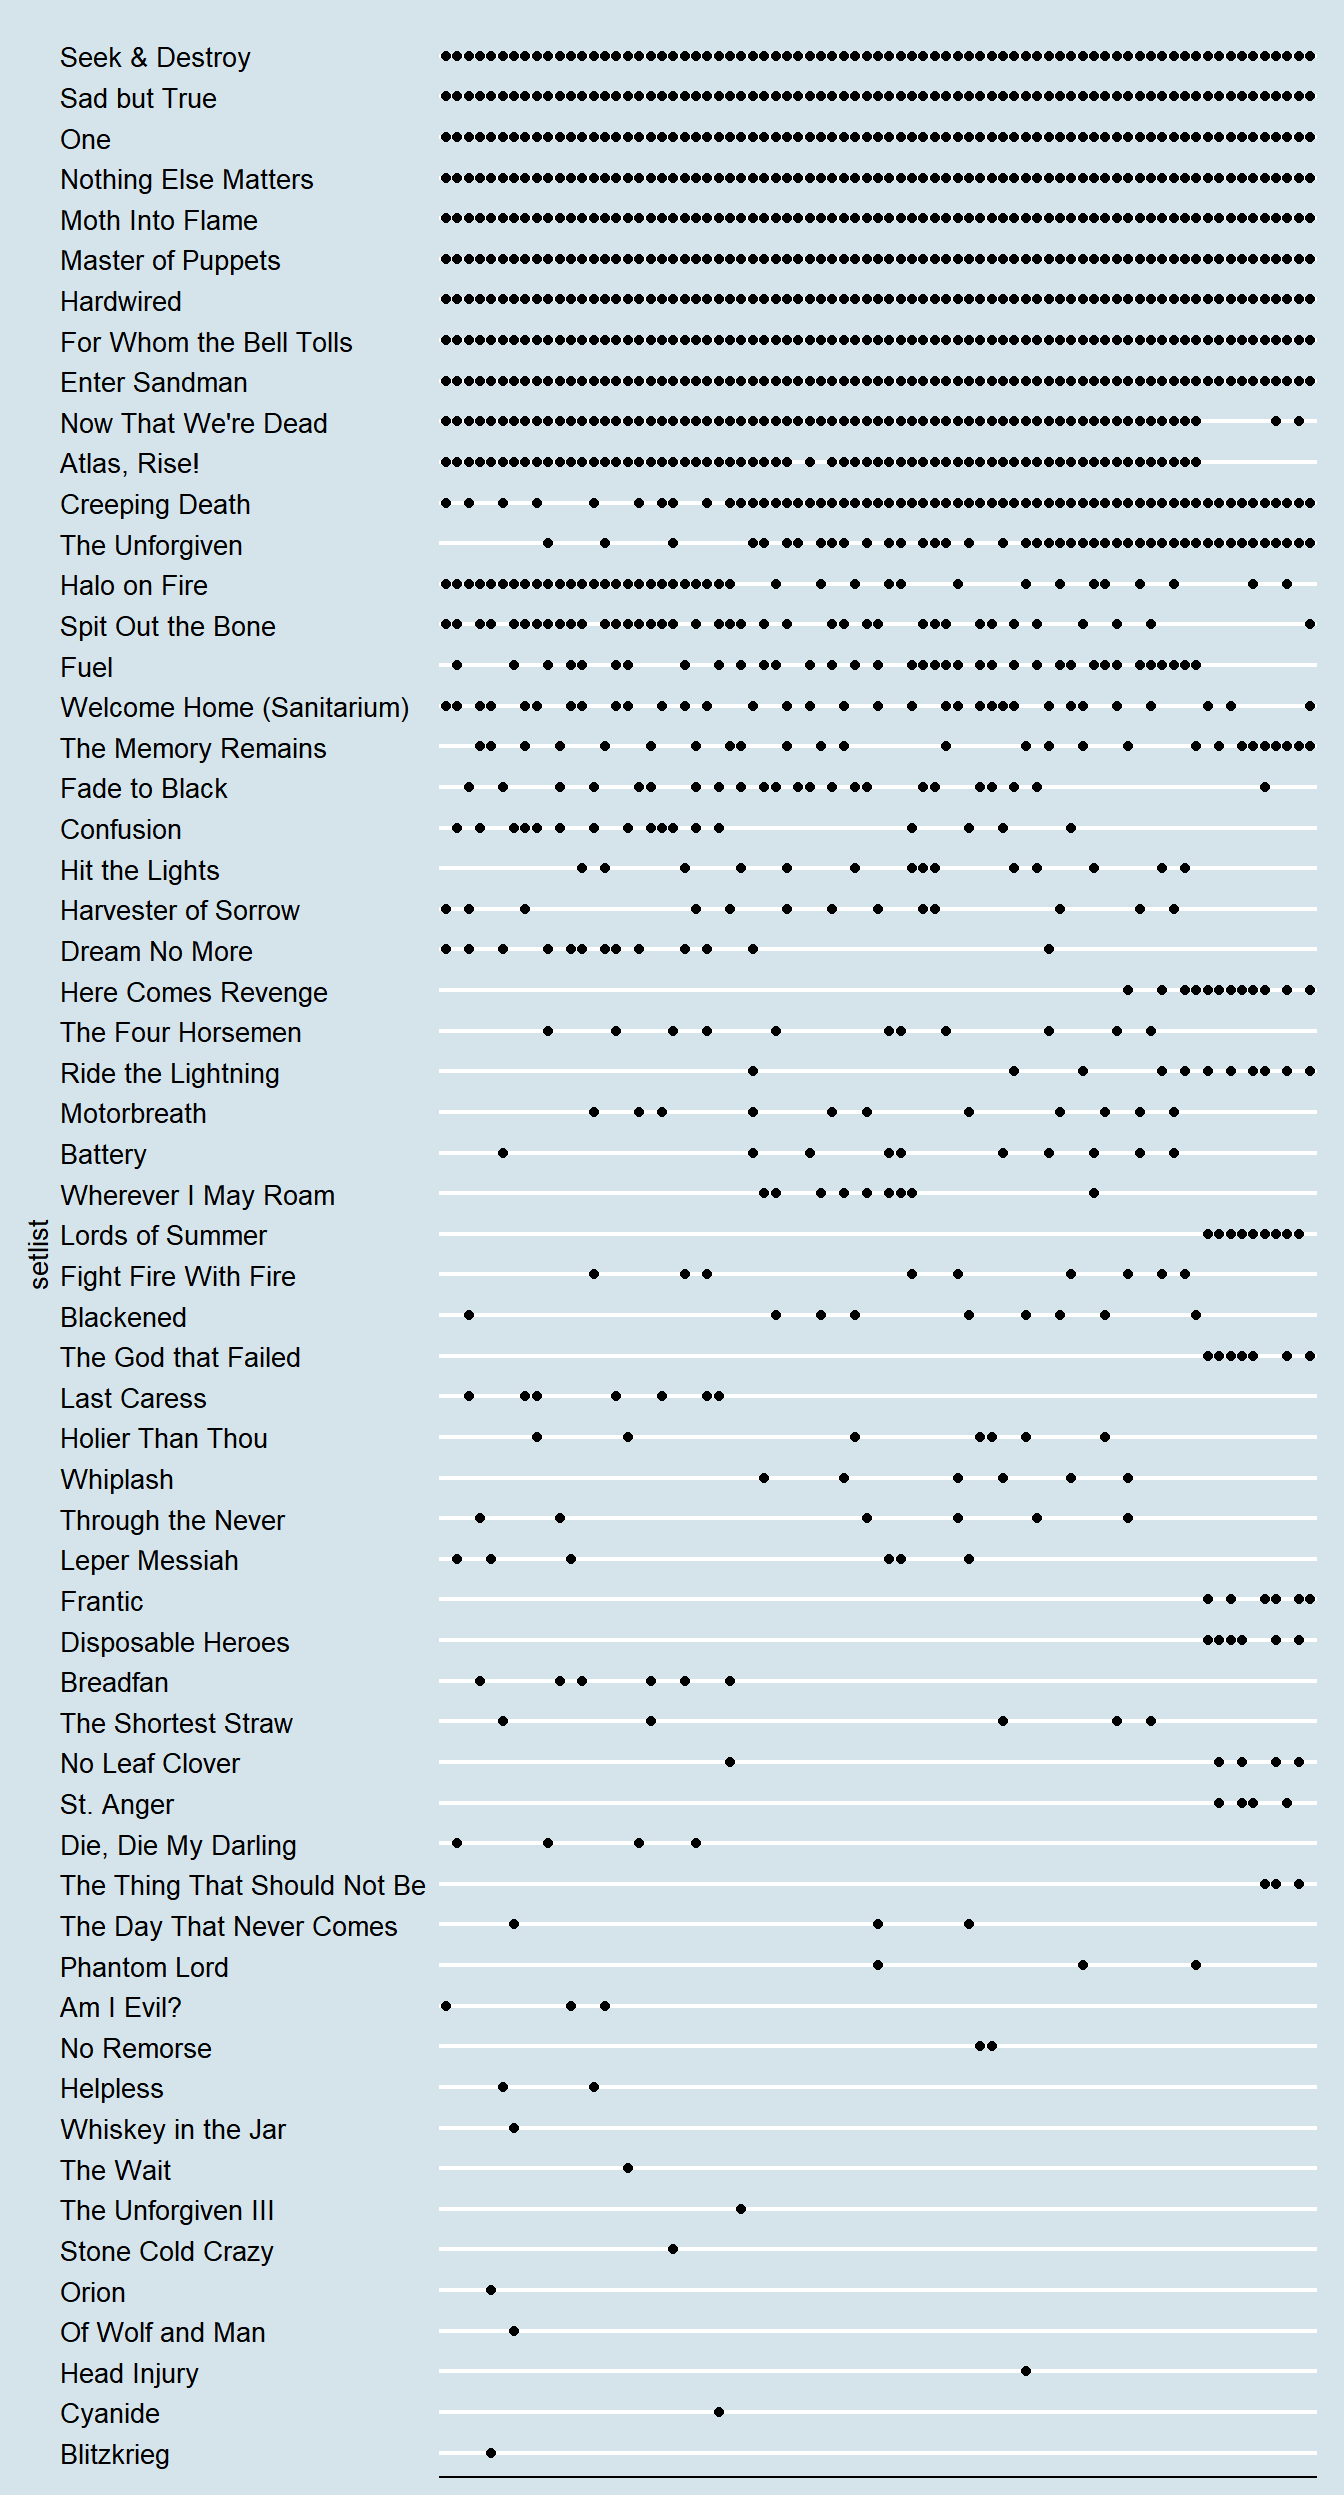 Seek & Destroy
Sad but True
One
Nothing Else Matters
Moth Into Flame
Master of Puppets
Hardwired
For Whom the Bell Tolls
Enter Sandman
Now That We're Dead
Atlas, Rise!
Creeping Death
The Unforgiven
Halo on Fire
Spit Out the Bone
Fuel
Welcome Home (Sanitarium)
The Memory Remains
Fade to Black
Confusion
Hit the Lights
Harvester of Sorrow
Dream No More
Here Comes Revenge
The Four Horsemen
Ride the Lightning
Motorbreath
Battery
Wherever I May Roam
setlist
Lords of Summer
Fight Fire With Fire
Blackened
The God that Failed
Last Caress
Holier Than Thou
Whiplash
Through the Never
Leper Messiah
Frantic
Disposable Heroes
Breadfan
The Shortest Straw
No Leaf Clover
St. Anger
Die, Die My Darling
The Thing That Should Not Be
The Day That Never Comes
Phantom Lord
Am I Evil?
No Remorse
Helpless
Whiskey in the Jar
The Wait
The Unforgiven III
Stone Cold Crazy
Orion
Of Wolf and Man
Head Injury
Cyanide
Blitzkrieg